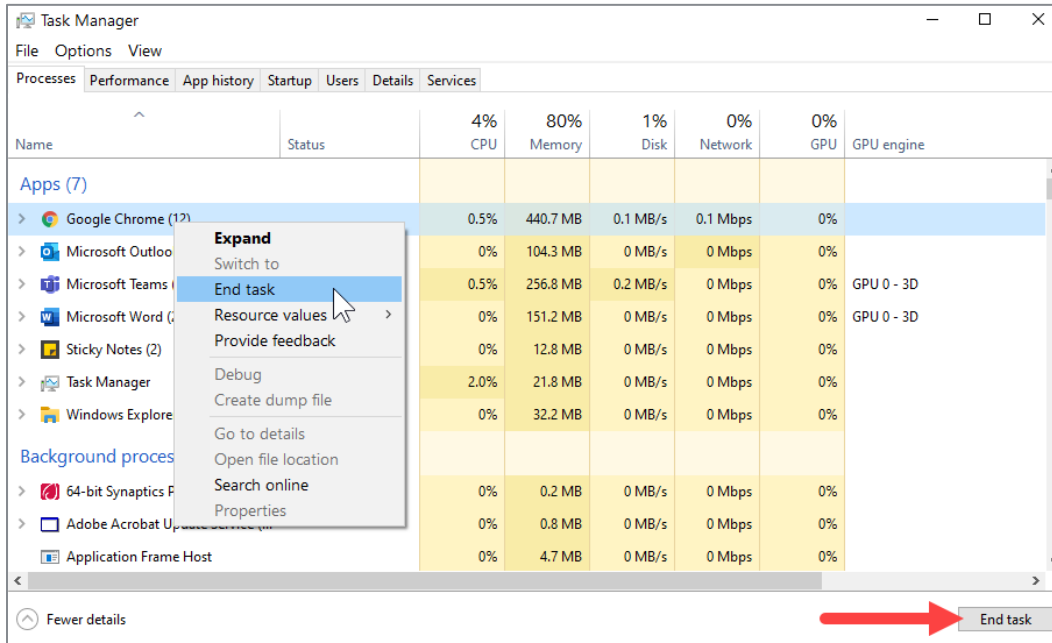 Task Manager
File Options View
Processes Performance App history Startup Users Details Services
4% 80% 1% 0% 0%
Name Status CPU Memory Disk Network GPU GPU engine
Apps (7)
Google Chrome (12) 0.5% 440.7 MB 0.1 MB/s 0.1 Mbps 0%
Expand
Microsoft 0% 104.3 MB 0 MB/s 0 Mbps 0%
Switch to
Microsoft Teams 0.5% 256.8 MB 0.2 MB/s 0 Mbps 0% GPU 0 - 3D
End task
Microsoft Word 0% 151.2 MB 0 MB/s 0 Mbps 0% GPU 0 - 3D
Resource values
Provide feedback
Sticky Notes (2) 0% 12.8 MB 0 MB/s 0 Mbps 0%
Debug
Task Manager 2.0% 21.8 MB 0 MB/s 0 Mbps 0%
Create dump file
Windows 0% 32.2 MB 0 MB/s 0 Mbps 0%
Go to details
Background
Open file location
64-bit Synaptics 0% 0.2 MB 0 MB/s 0 Mbps 0%
Search online
Properties
Adobe Acrobat 0% 0.8 MB 0 MB/s 0 Mbps 0%
Application Frame Host 0% 4.7 MB 0 MB/s 0 Mbps 0%
Fewer details End task